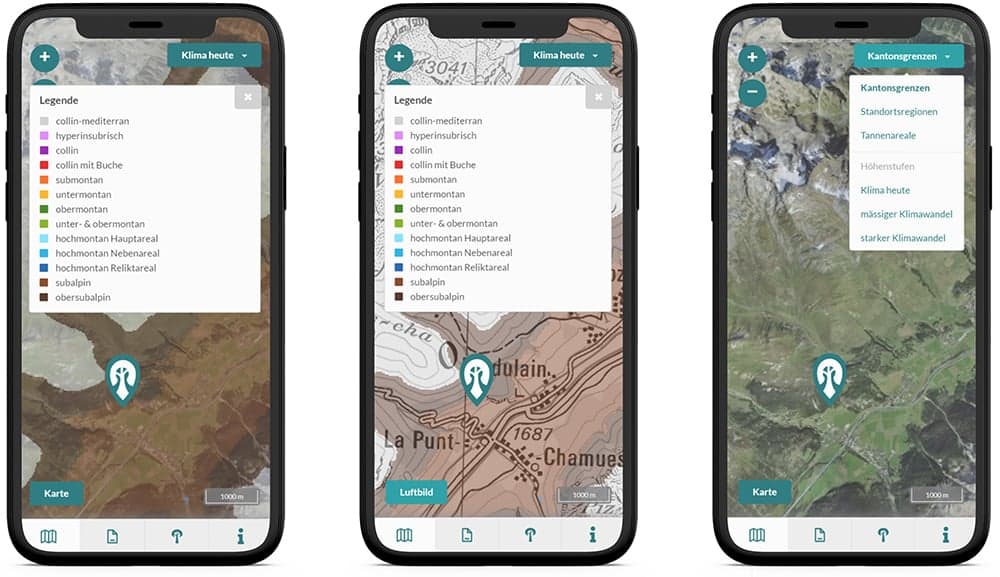 +
Klima heute
Legende
collin-mediterran
hyperinsubrisch
collin
collin mit Buche
submontan
untermontan
obermontan
unter- & obermontan
hochmontan Hauptareal
hochmontan Nebenareal
hochmontan Reliktareal
subalpin
obersubalpin
Karte
1000 m
+
Klima heute
3041
Legende
collin-mediterran
hyperinsubrisch
collin
collin mit Buche
submontan
untermontan
obermontan
unter- & obermontan
hochmontan Hauptareal
hochmontan Nebenareal
hochmontan Reliktareal
subalpin
obersubalpin
dulain
La Punt-
1687
-Chamues
Luftbild
1000 m
+
−
Kantonsgrenzen
Kantonsgrenzen
Standortsregionen
Tannenareale
Höhenstufen
Klima heute
mässiger Klimawandel
starker Klimawandel
Karte
1000 m